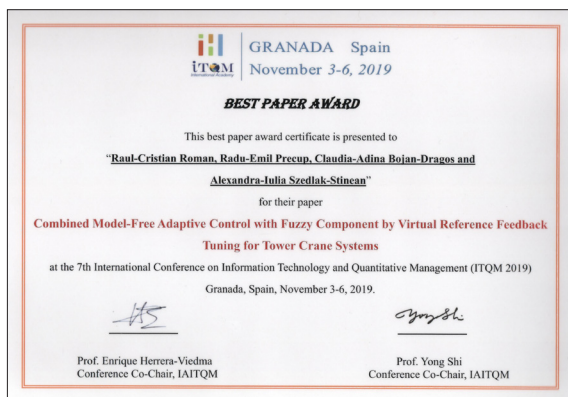 iTQM
International Academy
GRANADA Spain
November 3-6, 2019
BEST PAPER AWARD
This best paper award certificate is presented to
“Raul-Cristian Roman, Radu-Emil Precup, Claudia-Adina Bojan-Dragos and
Alexandra-Iulia Szedlak-Stinean”
for their paper
Combined Model-Free Adaptive Control with Fuzzy Component by Virtual Reference Feedback
Tuning for Tower Crane Systems
at the 7th International Conference on Information Technology and Quantitative Management (ITQM 2019)
Granada, Spain, November 3-6, 2019.
Yong Shi
Prof. Enrique Herrera-Viedma
Conference Co-Chair, IAITQM
Prof. Yong Shi
Conference Co-Chair, IAITQM